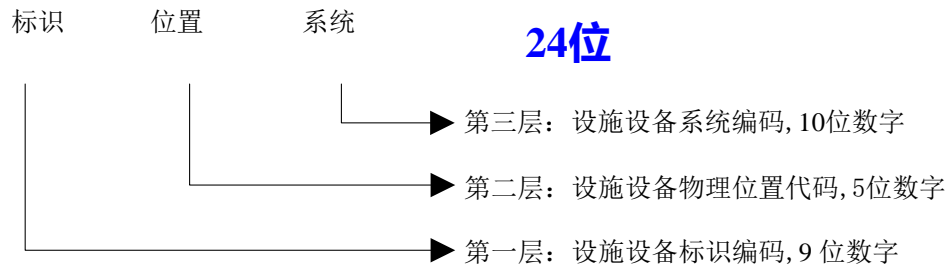 标识 位置 系统
24位
第三层：设施设备系统编码,10位数字
第二层：设施设备物理位置代码,5位数字
第一层：设施设备标识编码,9 位数字